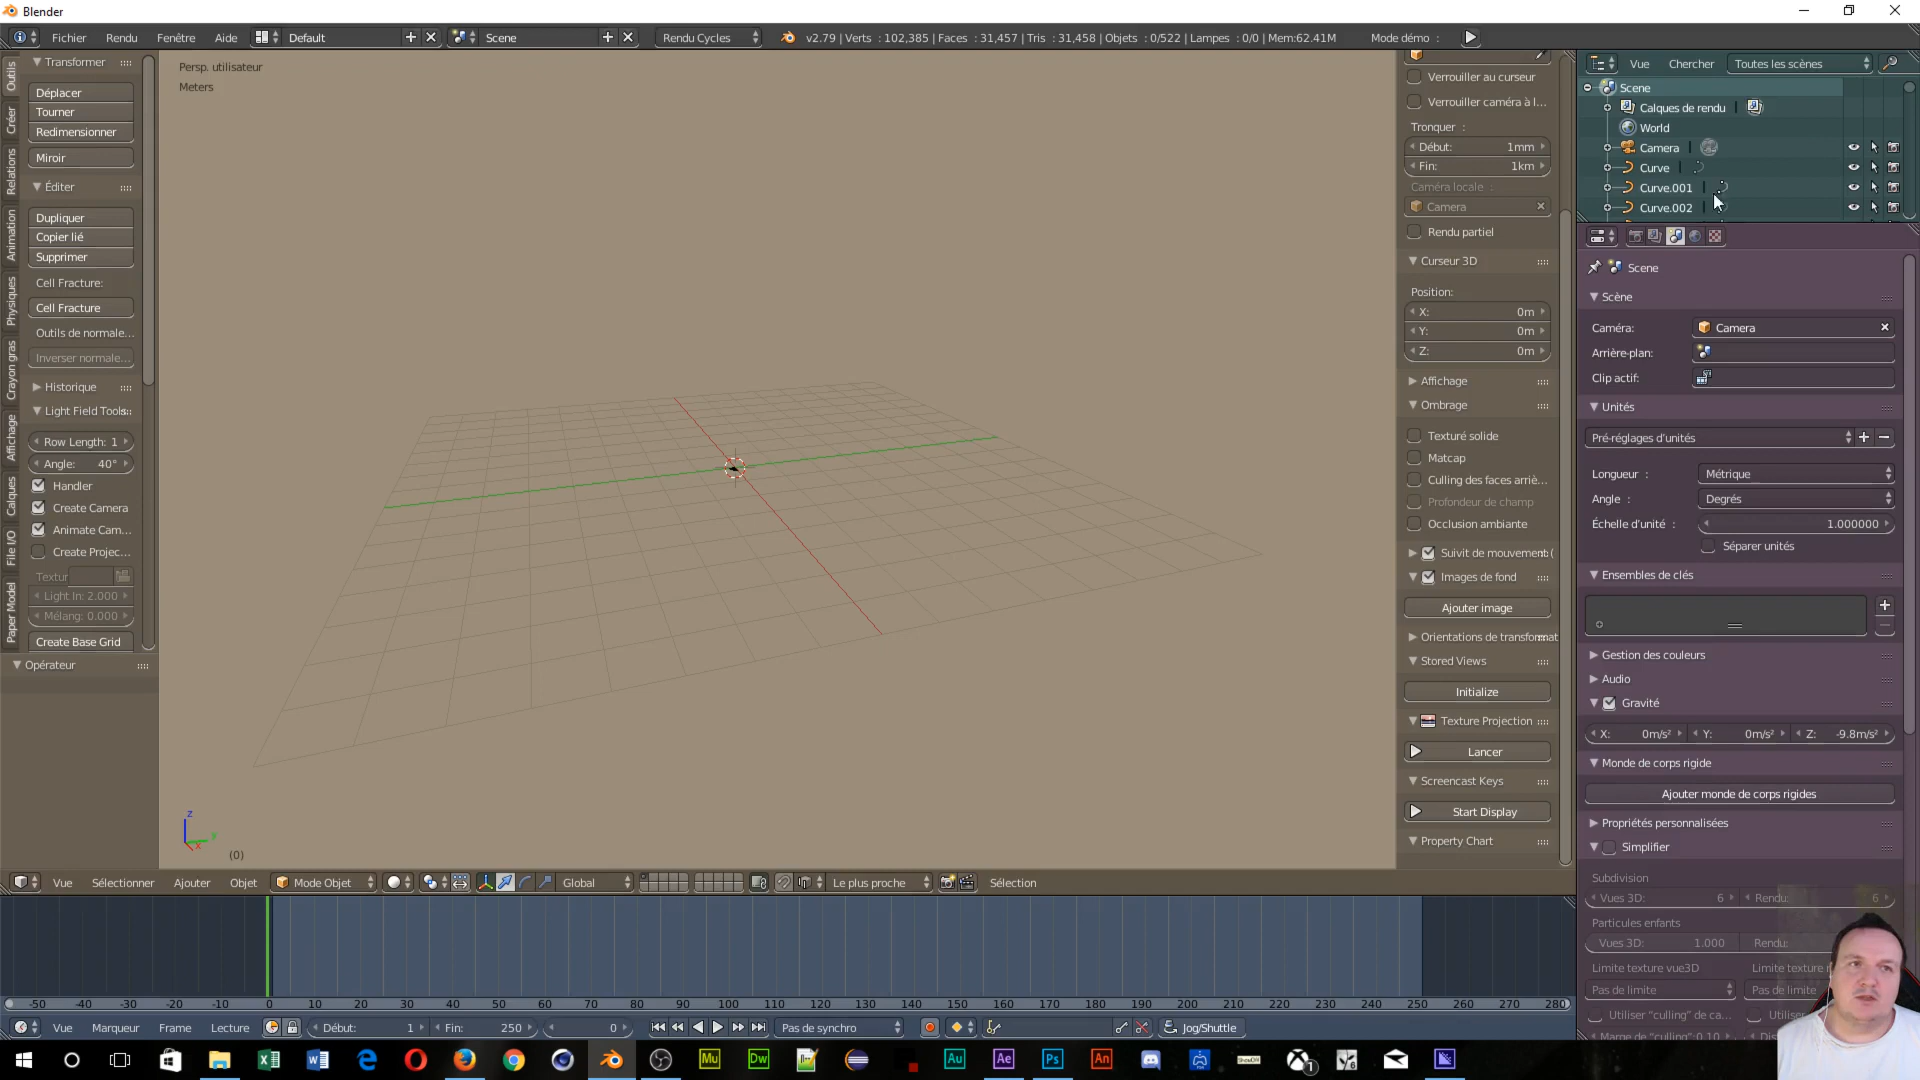 Blender
Fichier Rendu Fenêtre Aide Default Scene Rendu Cycles v2.79 | Verts : 102,385 | Faces : 31,457 | Tris : 31,458 | Objets : 0/522 | Lampes : 0/0 | Mem:62.41M Mode démo :
Outils
Créer
Relations
Animation
Physiques
Crayon gras
Affichage
Calques
File I/O
Paper Model
Transformer
Déplacer
Tourner
Redimensionner
Miroir
Éditer
Dupliquer
Copier lié
Supprimer
Cell Fracture:
Cell Fracture
Outils de normale...
Inverser normale...
Historique
Light Field Tools
Row Length: 1
Angle: 40°
Handler
Create Camera
Animate Cam...
Create Projec...
Textur
Light In: 2.000
Mélang: 0.000
Create Base Grid
Opérateur
Persp. utilisateur
Meters
z
y
x
(0)
Verrouiller au curseur
Verrouiller caméra à l...
Tronquer :
Début: 1mm
Fin: 1km
Caméra locale :
Camera
Rendu partiel
Curseur 3D
Position:
X: 0m
Y: 0m
Z: 0m
Affichage
Ombrage
Texturé solide
Matcap
Culling des faces arriè...
Profondeur de champ
Occlusion ambiante
Suivit de mouvement (
Images de fond
Ajouter image
Orientations de transformat
Stored Views
Initialize
Texture Projection
Lancer
Screencast Keys
Start Display
Property Chart
Vue Chercher Toutes les scènes
Scene
Calques de rendu
World
Camera
Curve
Curve.001
Curve.002
Scene
Scène
Caméra: Camera
Arrière-plan:
Clip actif:
Unités
Pré-réglages d'unités
Longueur : Métrique
Angle : Degrés
Échelle d'unité : 1.000000
Séparer unités
Ensembles de clés
Gestion des couleurs
Audio
Gravité
X: 0m/s² Y: 0m/s² Z: -9.8m/s²
Monde de corps rigide
Ajouter monde de corps rigides
Propriétés personnalisées
Simplifier
Subdivision
Vues 3D: 6 Rendu: 6
Particules enfants
Vues 3D: 1.000 Rendu:
Limite texture vue3D Limite texture
Pas de limite Pas de limite
Utiliser "culling" de ca... Utiliser
Vue Sélectionner Ajouter Objet Mode Objet Global Le plus proche Sélection
-50 -40 -30 -20 -10 0 10 20 30 40 50 60 70 80 90 100 110 120 130 140 150 160 170 180 190 200 210 220 230 240 250 260 270 280
Vue Marqueur Frame Lecture Début: 1 Fin: 250 0 Pas de synchro Jog/Shuttle
Mu Dw Au Ae Ps An 1